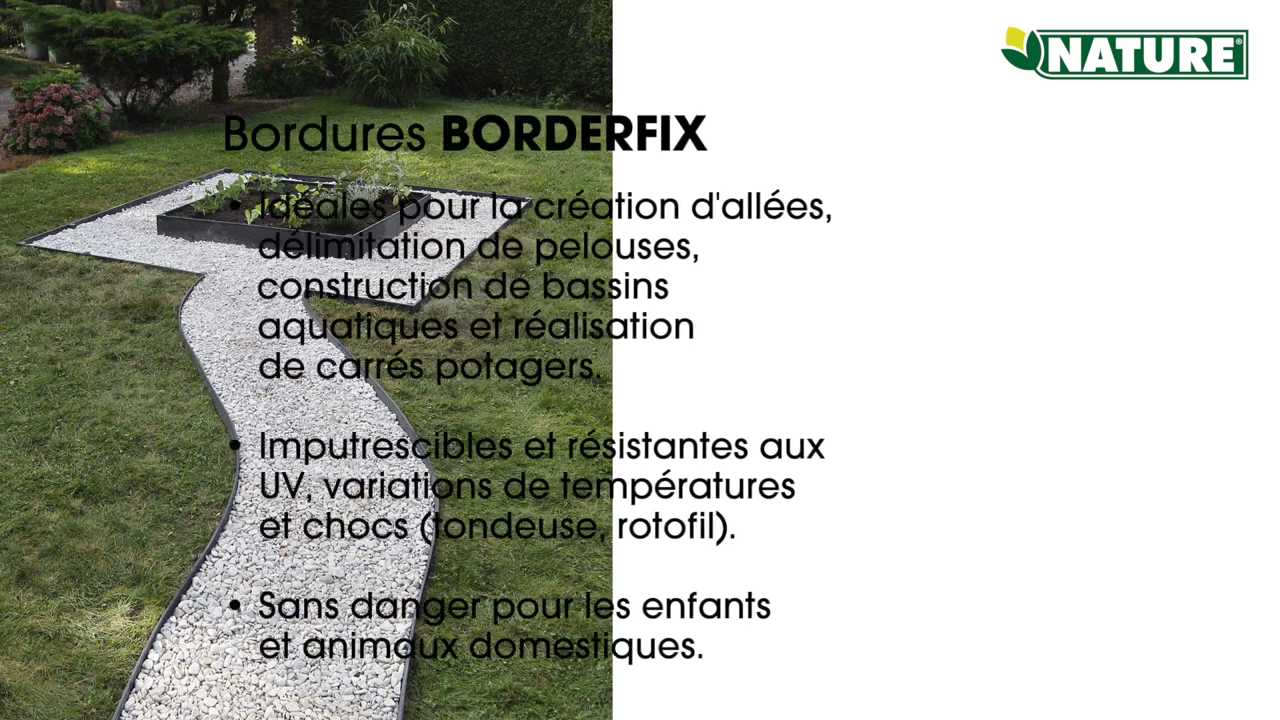 NATURE®
Bordures BORDERFIX
• Idéales pour la création d'allées,
délimitation de pelouses,
construction de bassins
aquatiques et réalisation
de carrés potagers.
• Imputrescibles et résistantes aux
UV, variations de températures
et chocs (tondeuse, rotofil).
• Sans danger pour les enfants
et animaux domestiques.